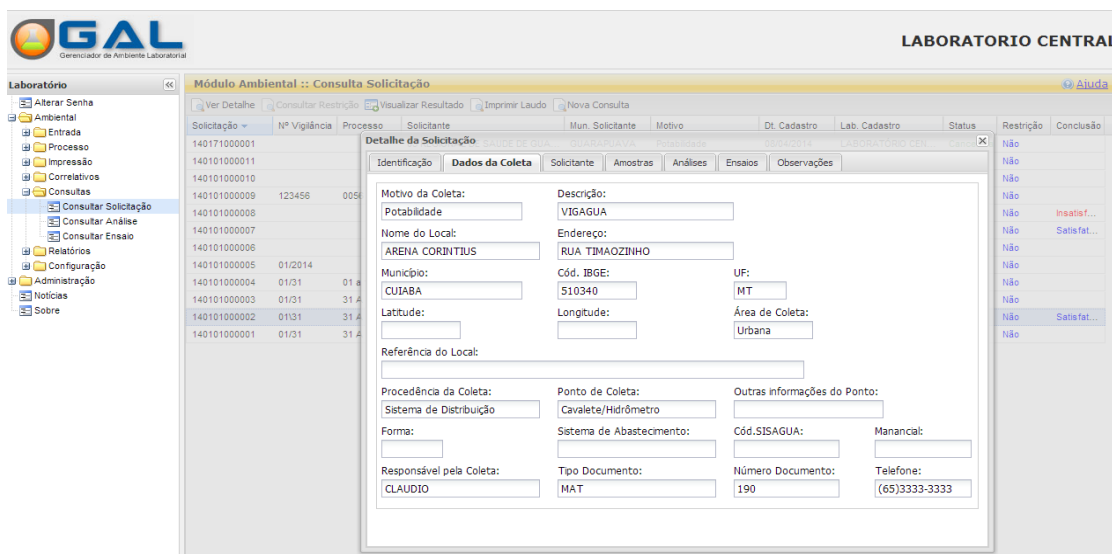 GAL
Gerenciador de Ambiente Laboratorial
LABORATORIO CENTRAL
Laboratório
Alterar Senha
Ambiental
Entrada
Processo
Impressão
Correlativos
Consultas
Consultar Solicitação
Consultar Análise
Consultar Ensaio
Relatórios
Configuração
Administração
Notícias
Sobre
Módulo Ambiental :: Consulta Solicitação Ajuda
Ver Detalhe Consultar Restrição Visualizar Resultado Imprimir Laudo Nova Consulta
Solicitação Nº Vigilância Processo Solicitante Mun. Solicitante Motivo Dt. Cadastro Lab. Cadastro Status Restrição Conclusão
140171000001 Não
140101000011 Não
140101000010 Não
140101000009 123456 Não
140101000008 Não Insatisf...
140101000007 Não Satisfat...
140101000006 Não
140101000005 01/2014 Não
140101000004 01/31 01 a Não
140101000003 01/31 31 A Não
140101000002 01\31 31 A Não Satisfat...
140101000001 01/31 31 A Não
Detalhe da Solicitação
Identificação Dados da Coleta Solicitante Amostras Análises Ensaios Observações
Motivo da Coleta: Descrição:
Potabilidade VIGAGUA
Nome do Local: Endereço:
ARENA CORINTIUS RUA TIMAOZINHO
Município: Cód. IBGE: UF:
CUIABA 510340 MT
Latitude: Longitude: Área de Coleta:
Urbana
Referência do Local:
Procedência da Coleta: Ponto de Coleta: Outras informações do Ponto:
Sistema de Distribuição Cavalete/Hidrômetro
Forma: Sistema de Abastecimento: Cód.SISAGUA: Manancial:
Responsável pela Coleta: Tipo Documento: Número Documento: Telefone:
CLAUDIO MAT 190 (65)3333-3333